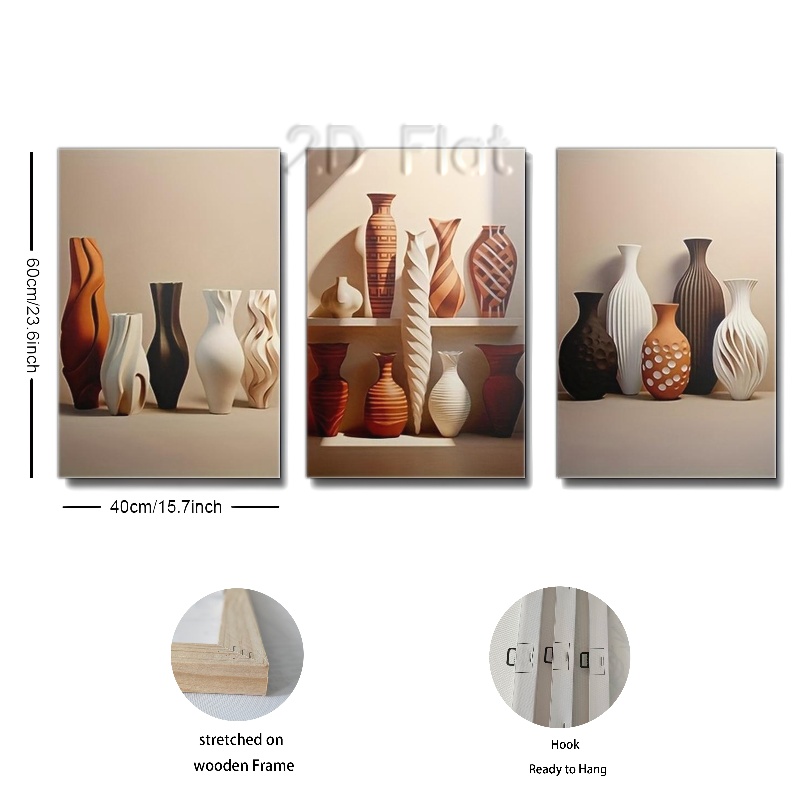 2D Flat
60cm/23.6inch
40cm/15.7inch
stretched on
wooden Frame
Hook
Ready to Hang